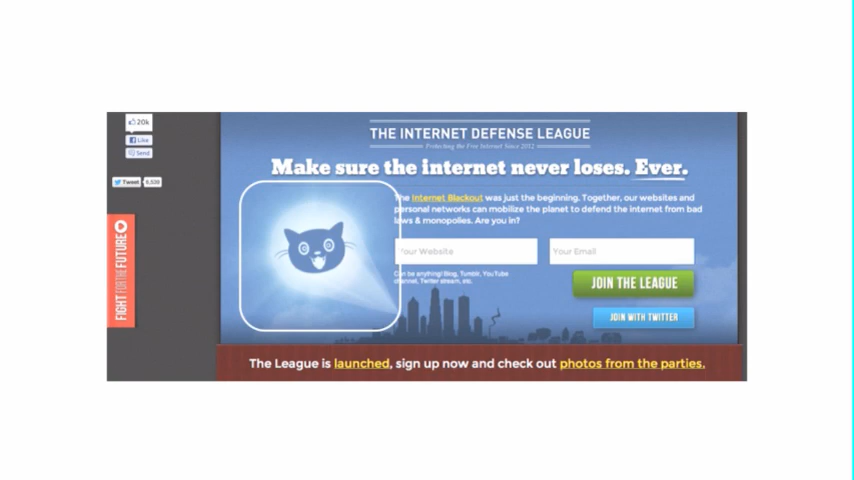 20k
Like
Send
Tweet
9,520
FIGHT FOR THE FUTURE
THE INTERNET DEFENSE LEAGUE
Protecting the Free Internet Since 2012
Make sure the internet never loses. Ever.
The Internet Blackout was just the beginning. Together, our websites and
personal networks can mobilize the planet to defend the internet from bad
laws & monopolies. Are you in?
Your Website
Your Email
Can be anything! Blog, Tumblr, YouTube
channel, Twitter stream, etc.
JOIN THE LEAGUE
JOIN WITH TWITTER
The League is launched, sign up now and check out photos from the parties.